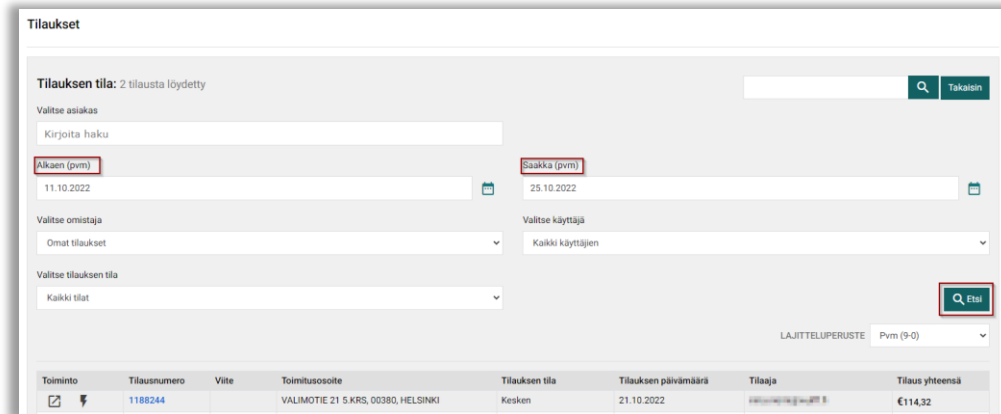 Tilaukset
Tilauksen tila: 2 tilausta löydetty
Takaisin
Valitse asiakas
Kirjoita haku
Alkaen (pvm) Saakka (pvm)
11.10.2022 25.10.2022
Valitse omistaja Valitse käyttäjä
Omat tilaukset Kaikki käyttäjien
Valitse tilauksen tila
Kaikki tilat
Etsi
LAJITTELUPERUSTE Pvm (9-0)
Toiminto Tilausnumero Viite Toimitusosoite Tilauksen tila Tilauksen päivämäärä Tilaaja Tilaus yhteensä
1188244 VALIMOTIE 21 5.KRS, 00380, HELSINKI Kesken 21.10.2022 €114,32